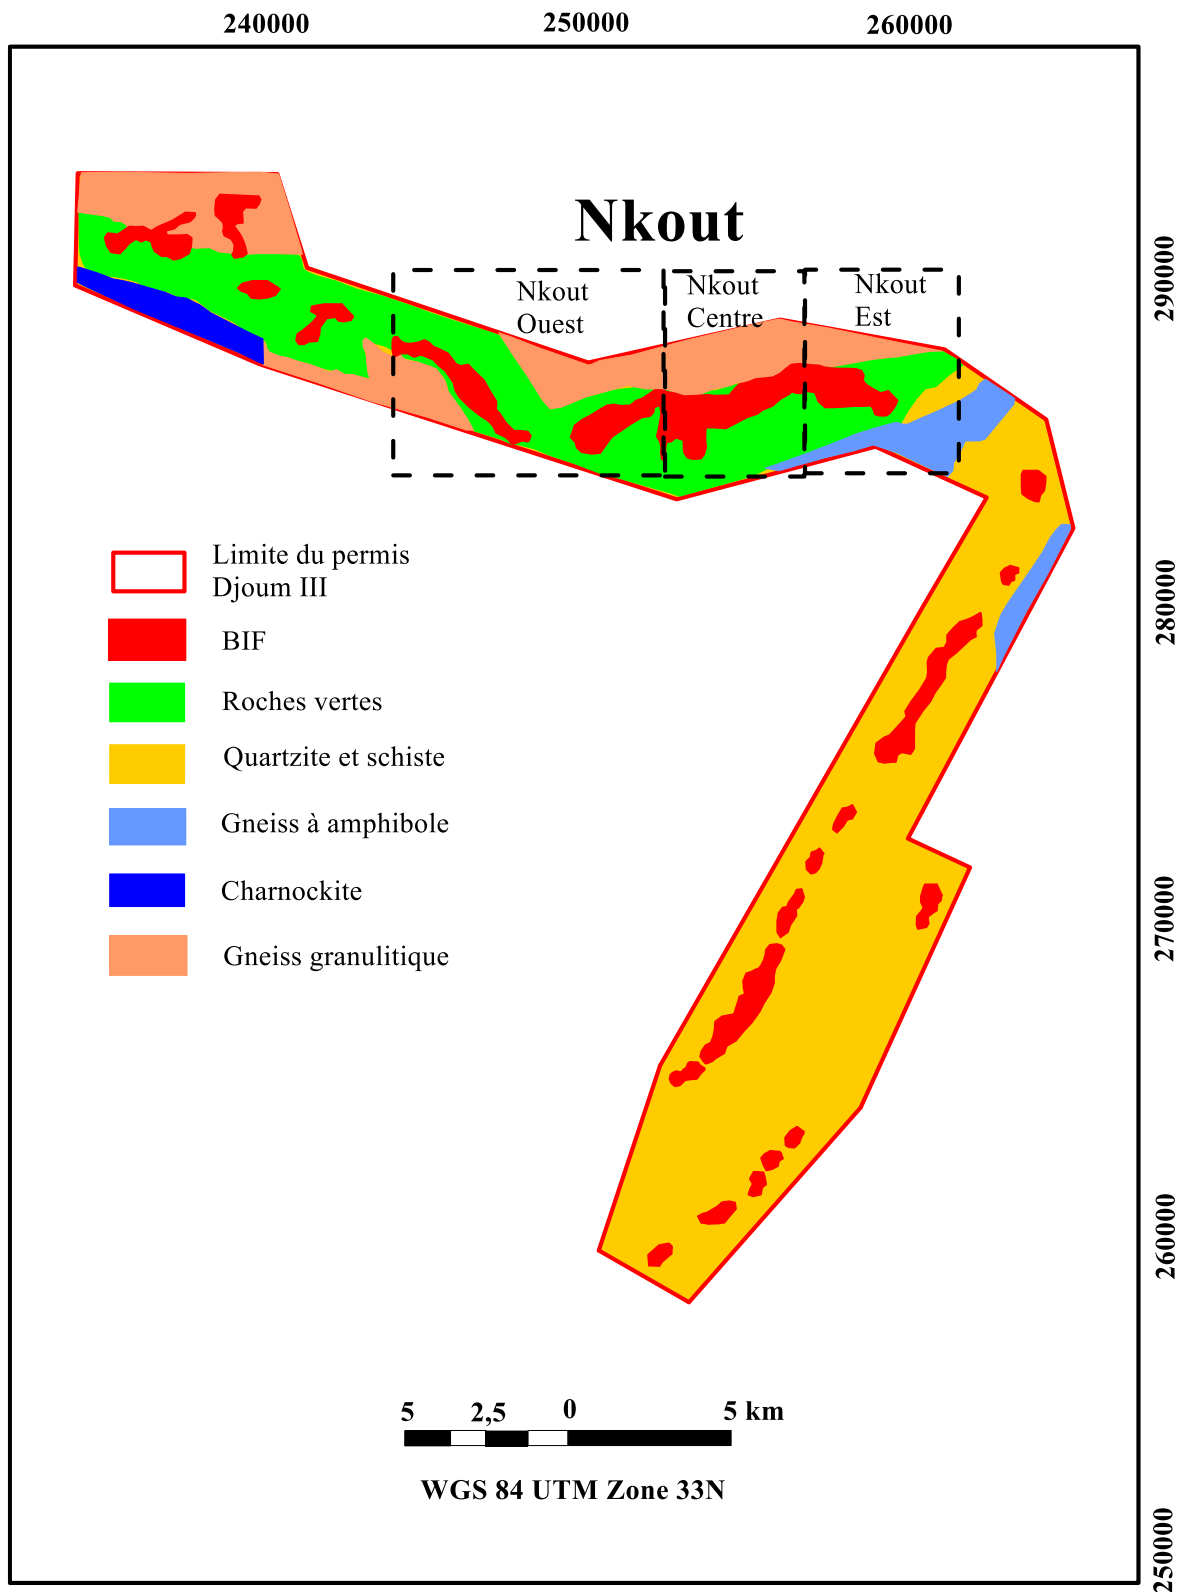 240000 250000 260000
Nkout
Nkout
Ouest
Nkout
Centre
Nkout
Est
290000
280000
270000
260000
250000
Limite du permis
Djoum III
BIF
Roches vertes
Quartzite et schiste
Gneiss à amphibole
Charnockite
Gneiss granulitique
5 2,5 0 5 km
WGS 84 UTM Zone 33N